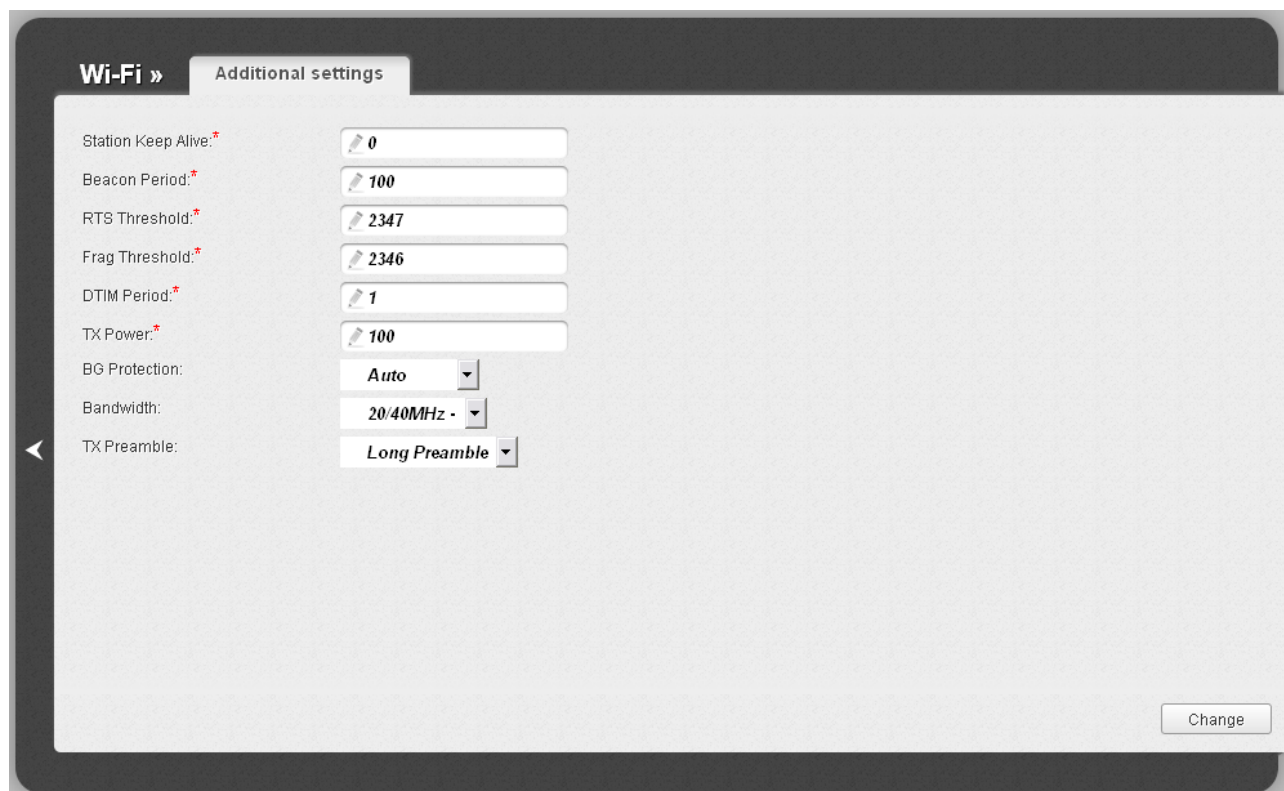 Wi-Fi » Additional settings
Station Keep Alive:* 0
Beacon Period:* 100
RTS Threshold:* 2347
Frag Threshold:* 2346
DTIM Period:* 1
TX Power:* 100
BG Protection: Auto
Bandwidth: 20/40MHz -
TX Preamble: Long Preamble
Change